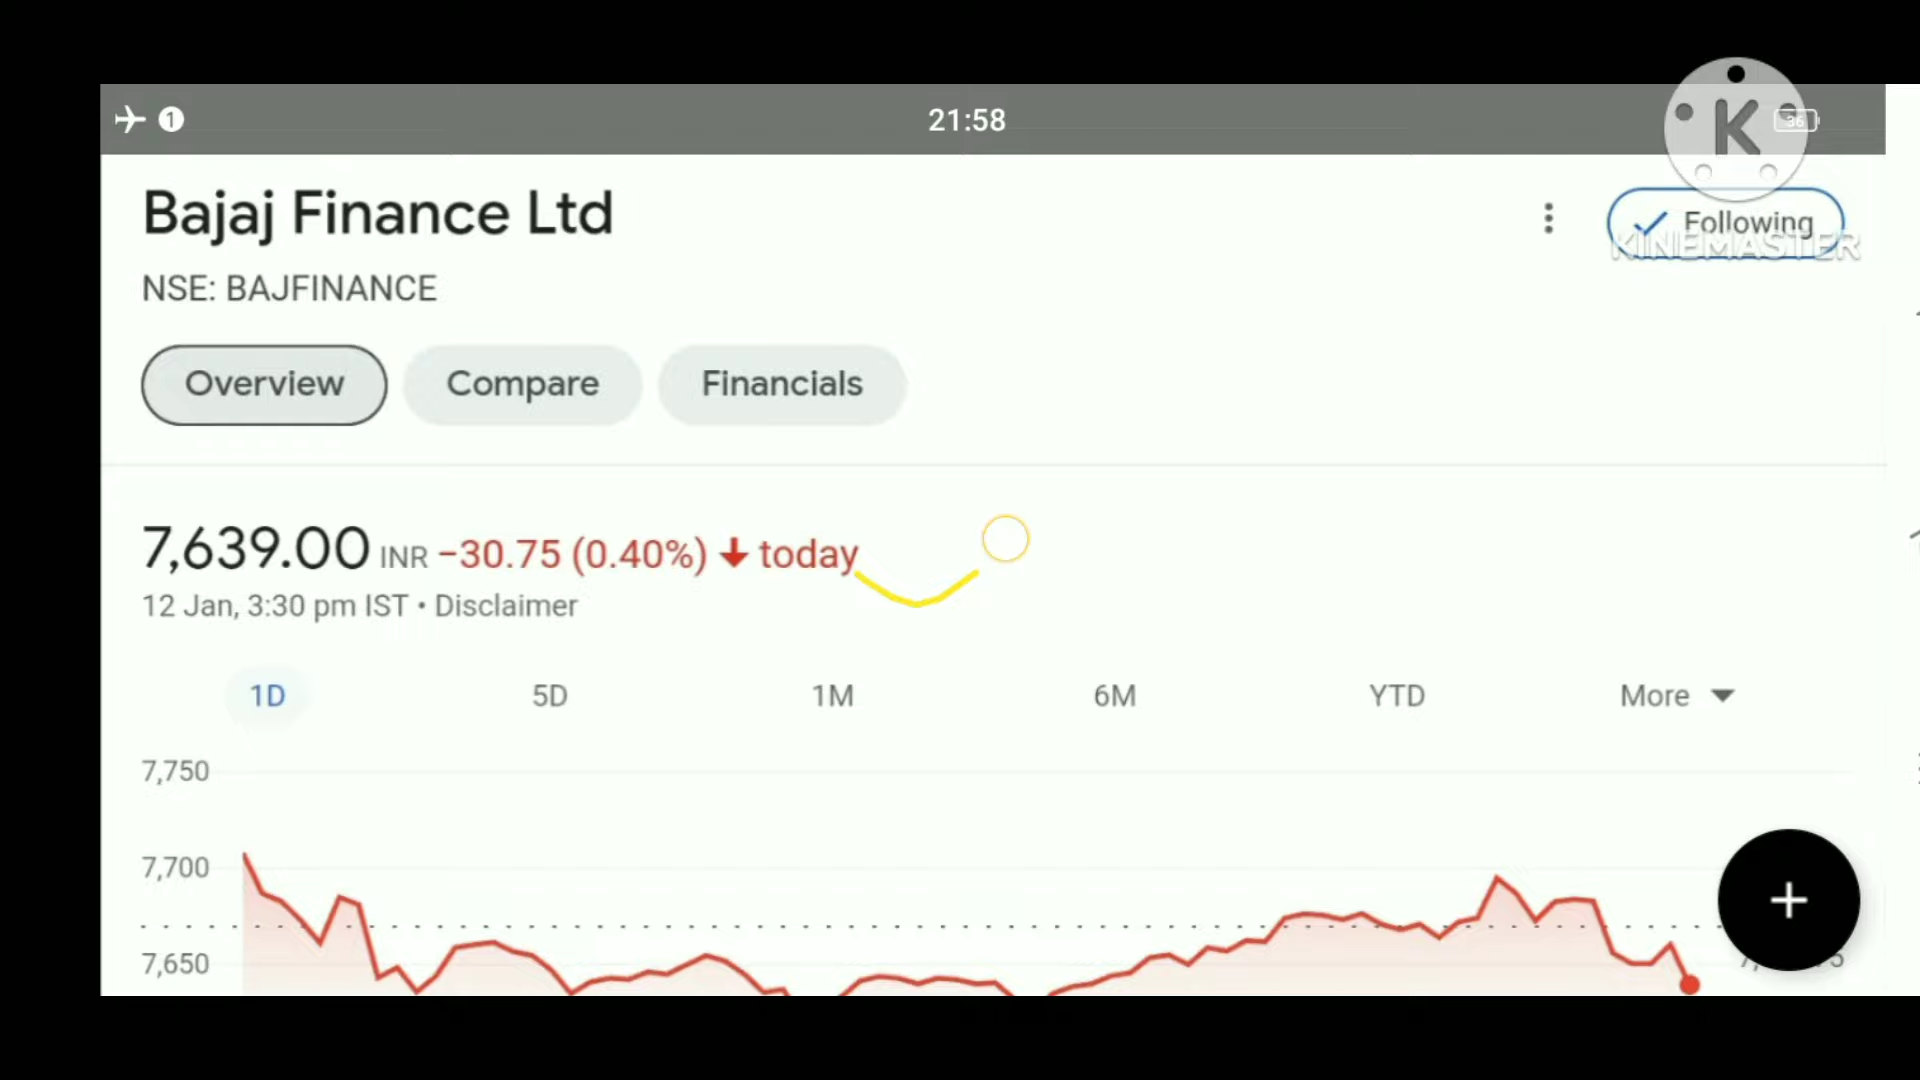 1
21:58
36
K
KINEMASTER
Bajaj Finance Ltd
Following
NSE: BAJFINANCE
Overview Compare Financials
7,639.00 INR −30.75 (0.40%) ↓ today
12 Jan, 3:30 pm IST • Disclaimer
1D 5D 1M 6M YTD More
7,750
7,700
7,650